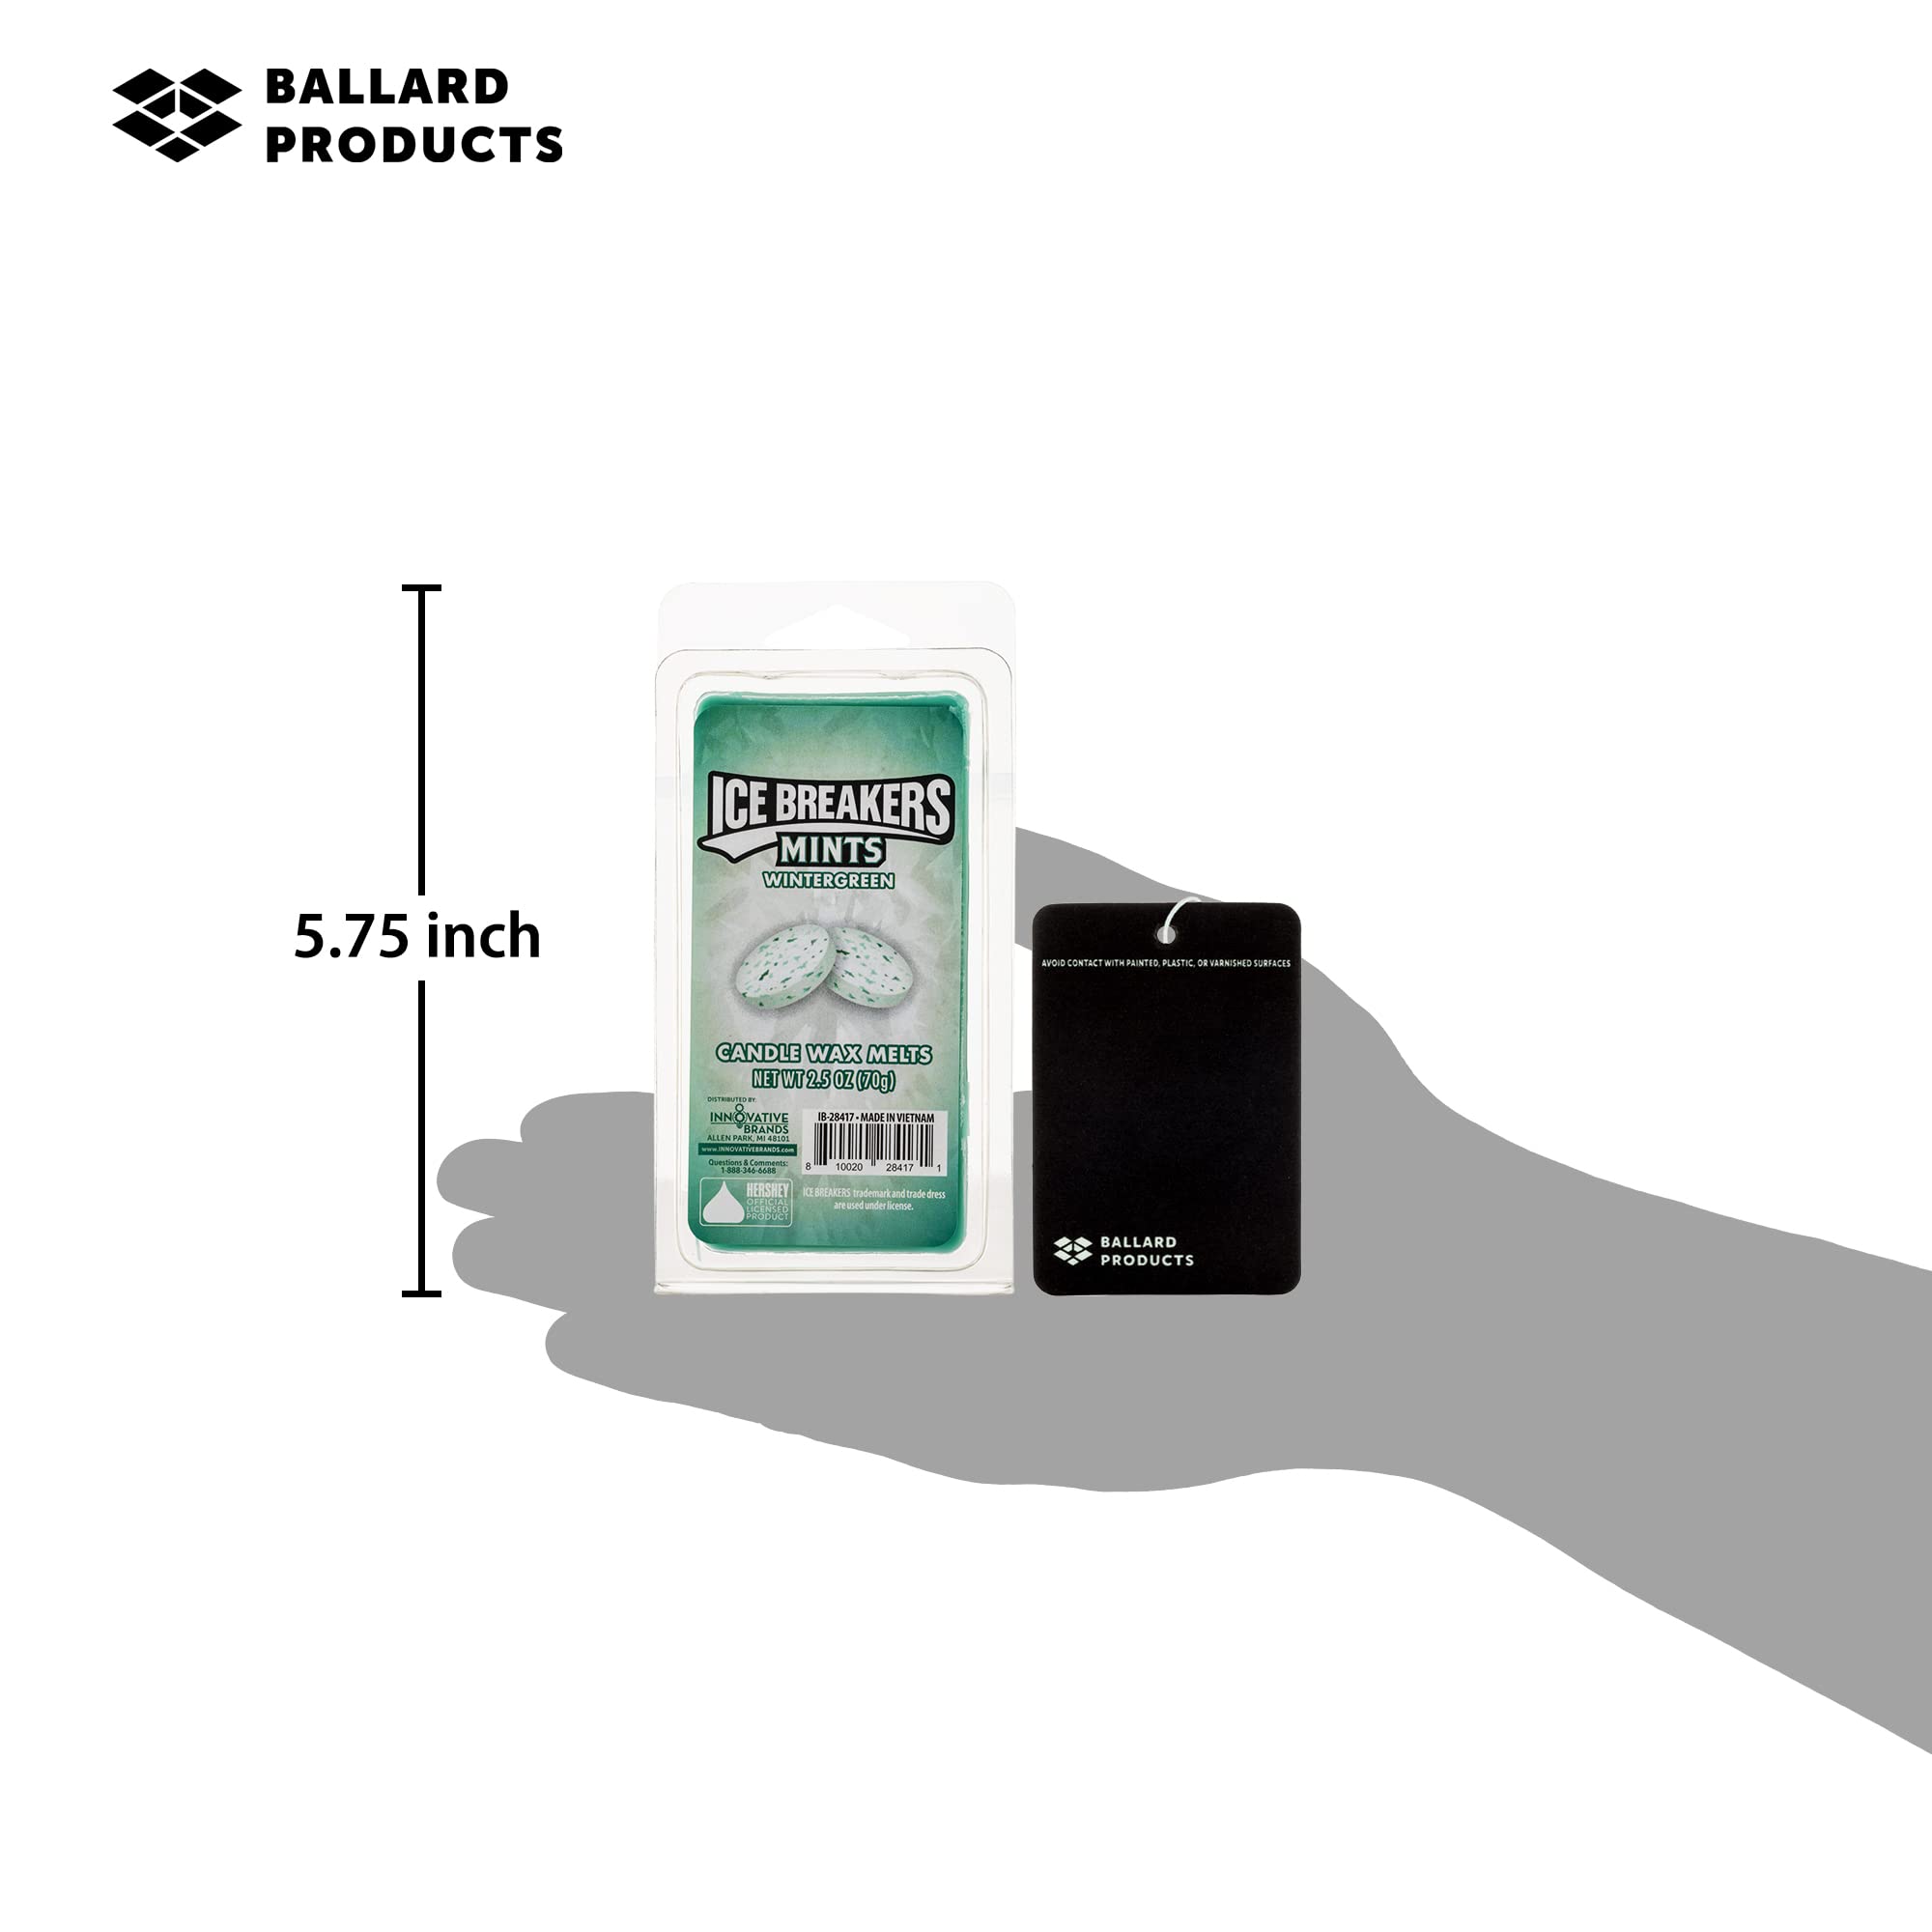 BALLARD
PRODUCTS
5.75 inch
ICE BREAKERS
MINTS
WINTERGREEN
CANDLE WAX MELTS
NET WT 2.5 OZ (70g)
DISTRIBUTED BY:
INNOVATIVE
BRANDS
ALLEN PARK, MI 48101
www.INNOVATIVEBRANDS.com
Questions & Comments:
1-888-346-6688
IB-28417 • MADE IN VIETNAM
8 10020 28417 1
HERSHEY
OFFICIAL
LICENSED
PRODUCT
ICE BREAKERS trademark and trade dress
are used under license.
AVOID CONTACT WITH PAINTED, PLASTIC, OR VARNISHED SURFACES
BALLARD
PRODUCTS